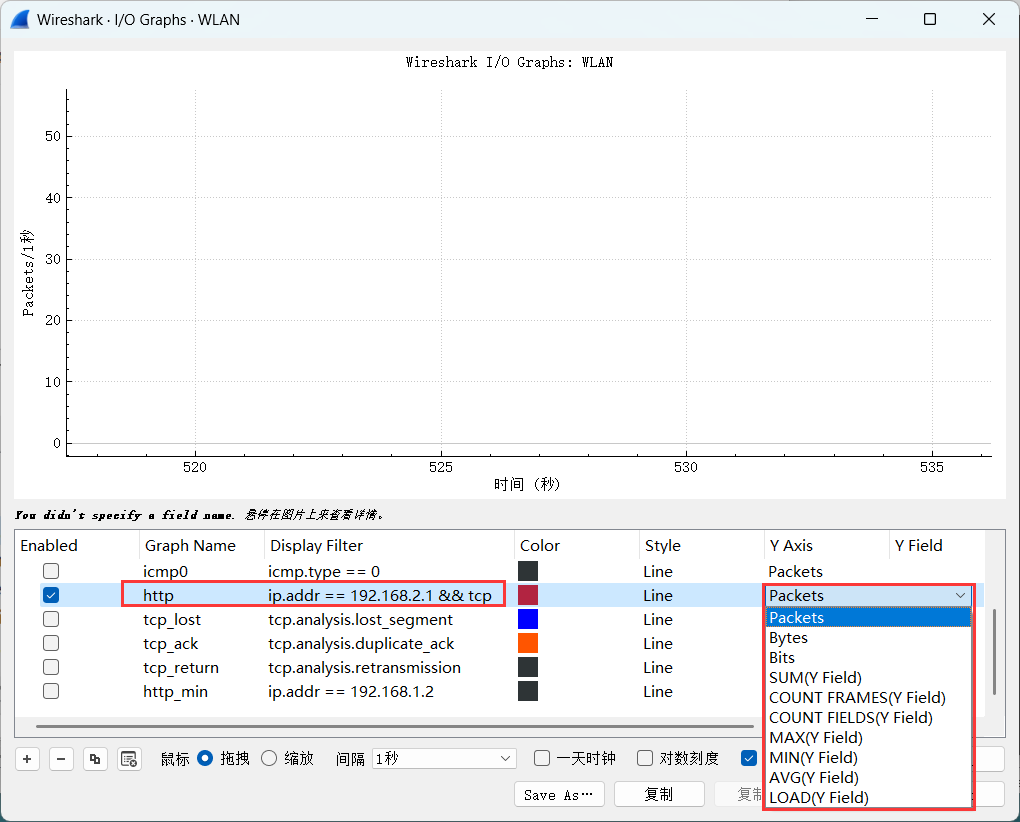 Wireshark · I/O Graphs · WLAN
Wireshark I/O Graphs: WLAN
50
40
30
20
10
0
Packets/1秒
520 525 530 535
时间 (秒)
You didn't specify a field name. 悬停在图片上来查看详情。
Enabled Graph Name Display Filter Color Style Y Axis Y Field
icmp0 icmp.type == 0 Line Packets
http ip.addr == 192.168.2.1 && tcp Line Packets
tcp_lost tcp.analysis.lost_segment Line
tcp_ack tcp.analysis.duplicate_ack Line
tcp_return tcp.analysis.retransmission Line
http_min ip.addr == 192.168.1.2 Line
Packets
Bytes
Bits
SUM(Y Field)
COUNT FRAMES(Y Field)
COUNT FIELDS(Y Field)
MAX(Y Field)
MIN(Y Field)
AVG(Y Field)
LOAD(Y Field)
鼠标 拖拽 缩放 间隔 1秒 一天时钟 对数刻度
Save As… 复制 复制